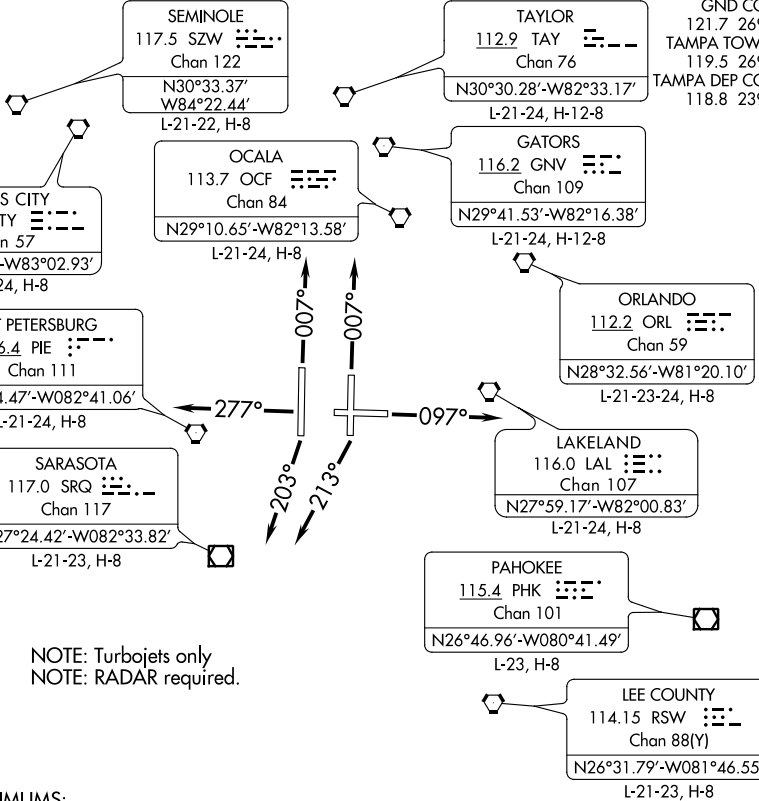 SEMINOLE
117.5 SZW
Chan 122
N30°33.37'
W84°22.44'
L-21-22, H-8
TAYLOR
112.9 TAY
Chan 76
N30°30.28'-W82°33.17'
L-21-24, H-12-8
GND
121.7
TAMPA
119.5
TAMPA DEP
118.8
OCALA
113.7 OCF
Chan 84
N29°10.65'-W82°13.58'
L-21-24, H-8
GATORS
116.2 GNV
Chan 109
N29°41.53'-W82°16.38'
L-21-24, H-12-8
CITY
57
-W83°02.93'
H-8
ORLANDO
112.2 ORL
Chan 59
N28°32.56'-W81°20.10'
L-21-23-24, H-8
PETERSBURG
PIE
Chan 111
-W082°41.06'
L-21-24, H-8
007°
007°
277°
097°
203°
213°
LAKELAND
116.0 LAL
Chan 107
N27°59.17'-W82°00.83'
L-21-24, H-8
SARASOTA
117.0 SRQ
Chan 117
27°24.42'-W082°33.82'
L-21-23, H-8
PAHOKEE
115.4 PHK
Chan 101
N26°46.96'-W080°41.49'
L-23, H-8
NOTE: Turbojets only
NOTE: RADAR required.
LEE COUNTY
114.15 RSW
Chan 88(Y)
N26°31.79'-W081°46.55
L-21-23, H-8